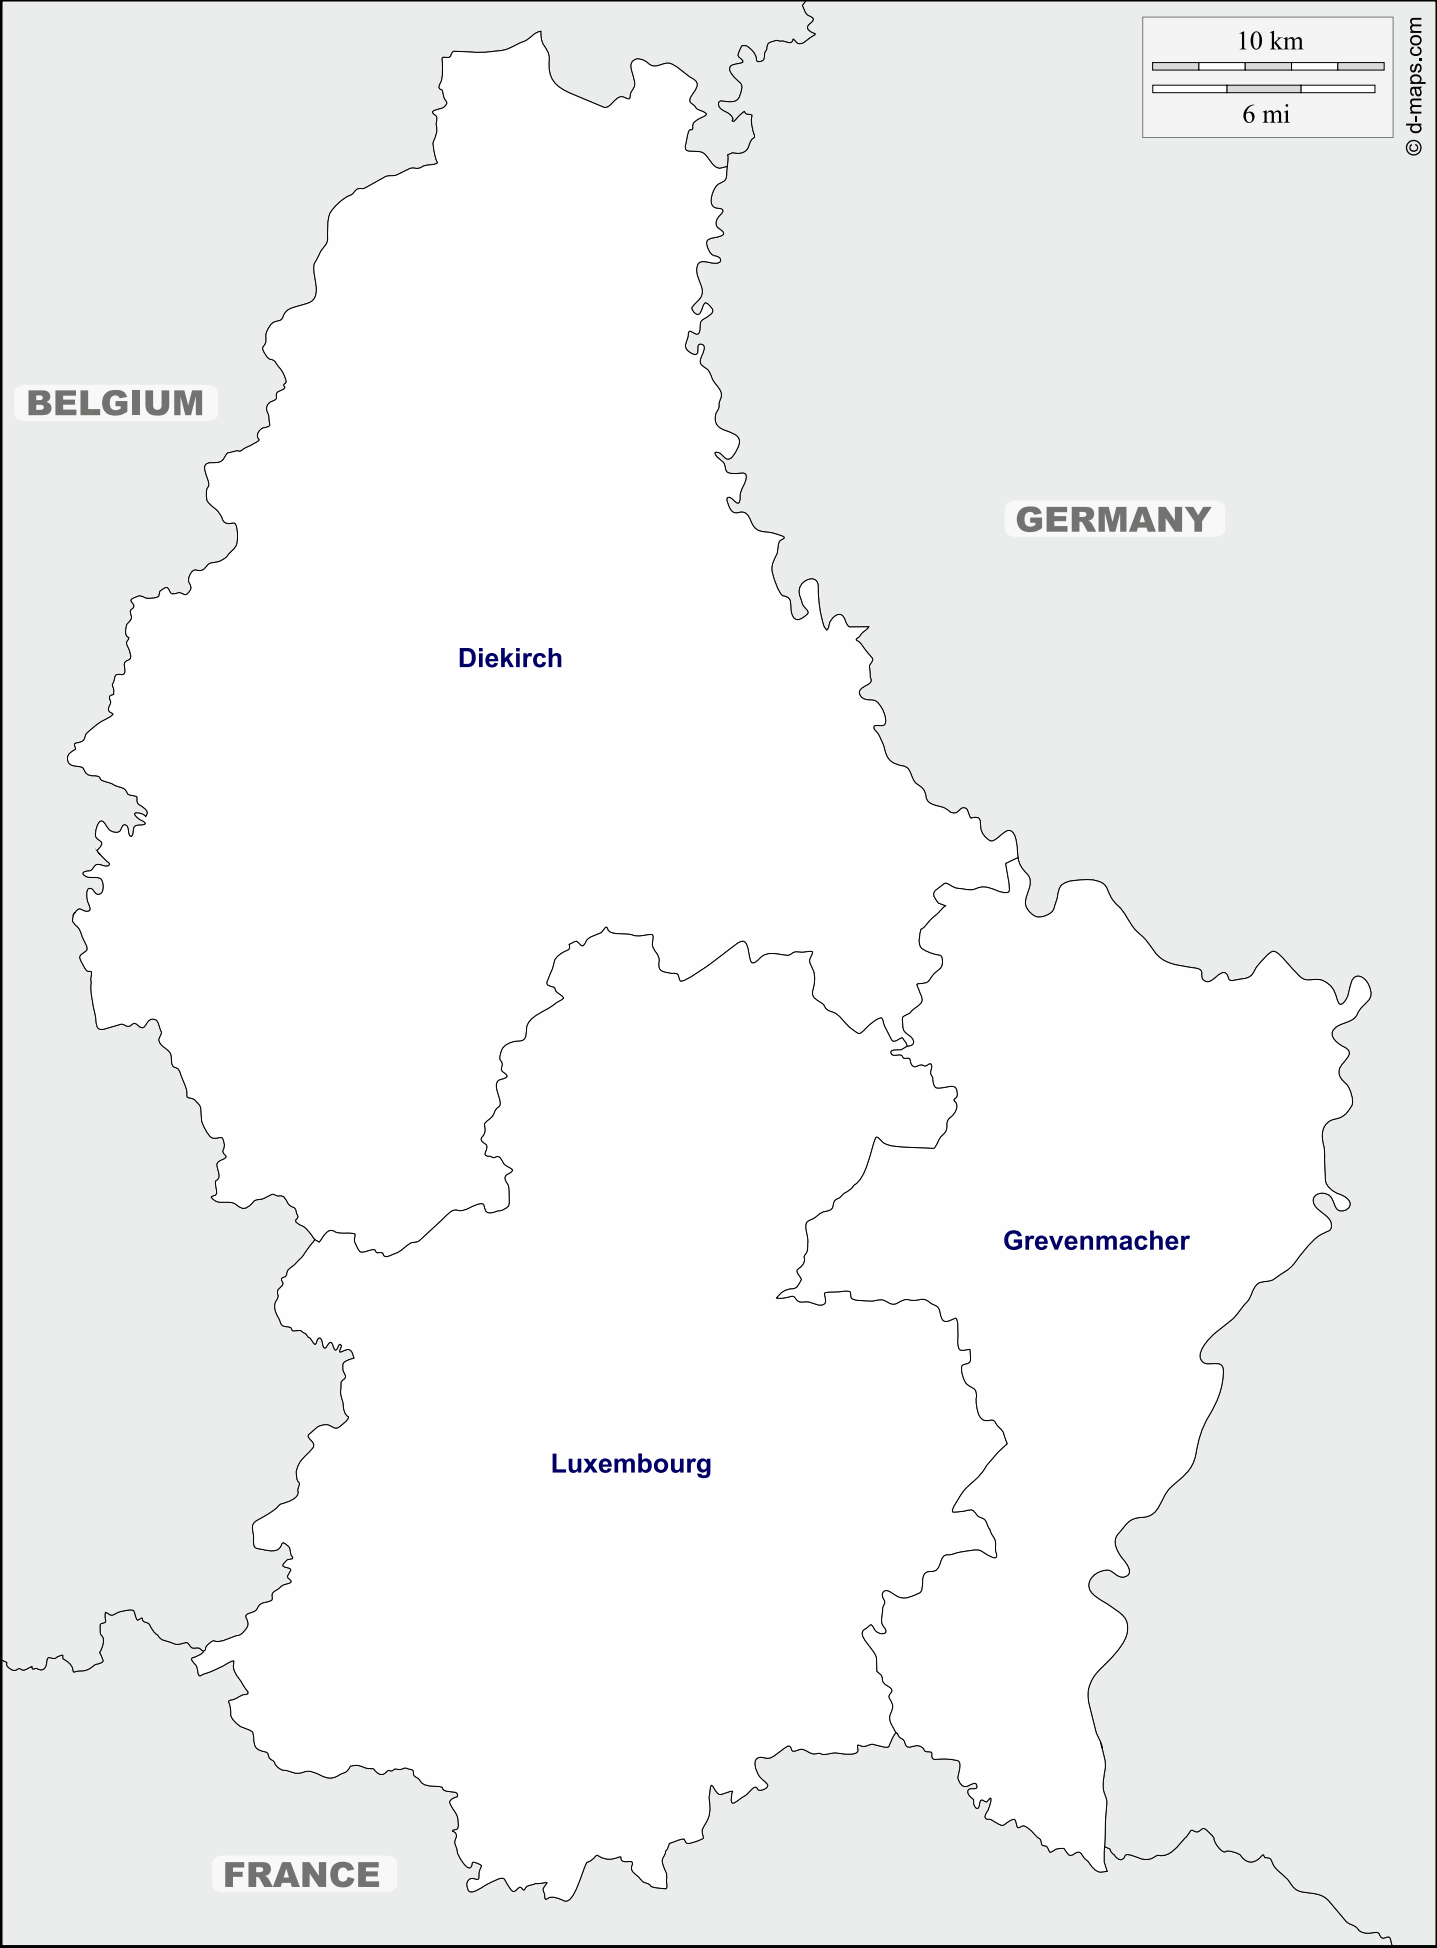 10 km
6 mi
© d-maps.com
BELGIUM
GERMANY
Diekirch
Grevenmacher
Luxembourg
FRANCE